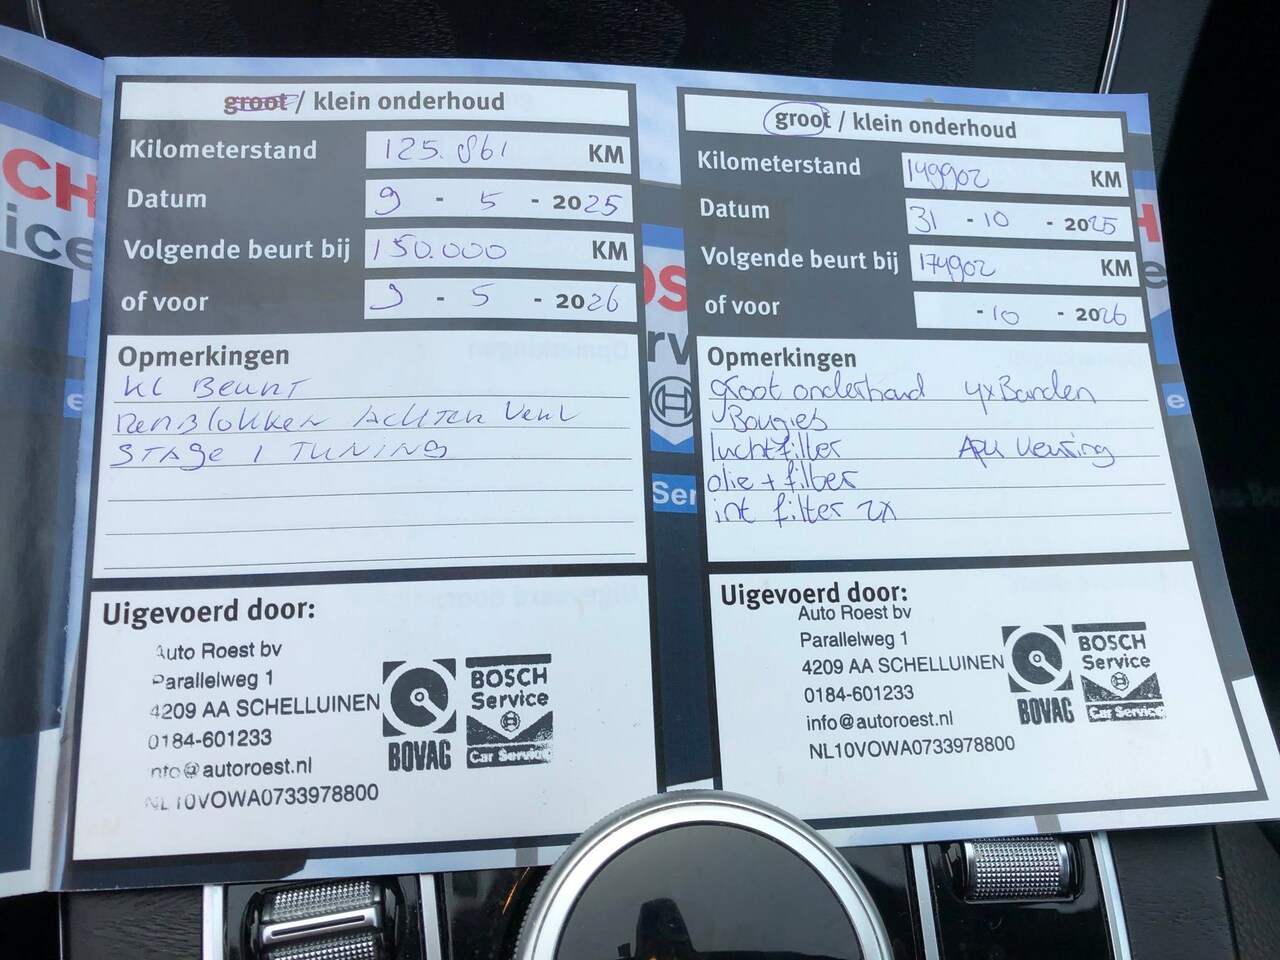 groot / klein onderhoud
Kilometerstand 125.861 KM
Datum 9 - 5 - 2025
Volgende beurt bij 150.000 KM
of voor 9 - 5 - 2026
Opmerkingen
KL BEURT
REMBLOKKEN ACHTER VERV
STAGE 1 TUNING
Uigevoerd door:
Auto Roest bv
Parallelweg 1
4209 AA SCHELLUINEN
0184-601233
info@autoroest.nl
NL10VOWA0733978800
BOVAG
BOSCH
Service
Car Service
groot / klein onderhoud
Kilometerstand 149902 KM
Datum 31 - 10 - 2025
Volgende beurt bij 174902 KM
of voor - 10 - 2026
Opmerkingen
groot onderhoud 4x Banden
Bougies
luchtfilter APK keuring
olie + filter
int filter 2x
Uigevoerd door:
Auto Roest bv
Parallelweg 1
4209 AA SCHELLUINEN
0184-601233
info@autoroest.nl
NL10VOWA0733978800
BOVAG
BOSCH
Service
Car Service